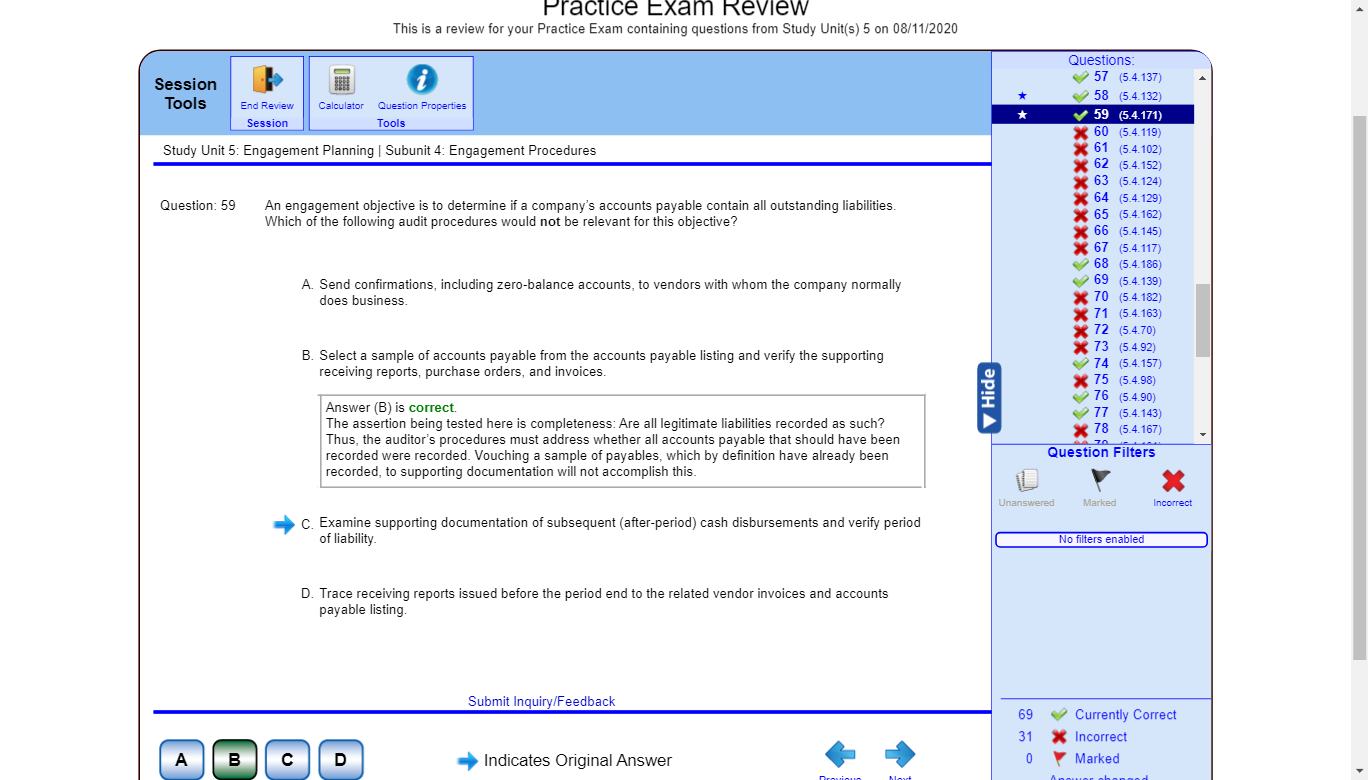 Practice Exam Review
This is a review for your Practice Exam containing questions from Study Unit(s) 5 on 08/11/2020
Session
Tools
End Review
Session
Calculator
Question Properties
Tools
Study Unit 5: Engagement Planning | Subunit 4: Engagement Procedures
Question: 59
An engagement objective is to determine if a company's accounts payable contain all outstanding liabilities.
Which of the following audit procedures would not be relevant for this objective?
A. Send confirmations, including zero-balance accounts, to vendors with whom the company normally
does business.
B. Select a sample of accounts payable from the accounts payable listing and verify the supporting
receiving reports, purchase orders, and invoices.
Answer (B) is correct.
The assertion being tested here is completeness: Are all legitimate liabilities recorded as such?
Thus, the auditor's procedures must address whether all accounts payable that should have been
recorded were recorded. Vouching a sample of payables, which by definition have already been
recorded, to supporting documentation will not accomplish this.
C. Examine supporting documentation of subsequent (after-period) cash disbursements and verify period
of liability.
D. Trace receiving reports issued before the period end to the related vendor invoices and accounts
payable listing.
Submit Inquiry/Feedback
A B C D
Indicates Original Answer
Previous
Next
Questions:
57 (5.4.137)
58 (5.4.132)
59 (5.4.171)
60 (5.4.119)
61 (5.4.102)
62 (5.4.152)
63 (5.4.124)
64 (5.4.129)
65 (5.4.162)
66 (5.4.145)
67 (5.4.117)
68 (5.4.186)
69 (5.4.139)
70 (5.4.182)
71 (5.4.163)
72 (5.4.70)
73 (5.4.92)
74 (5.4.157)
75 (5.4.98)
76 (5.4.90)
77 (5.4.143)
78 (5.4.167)
Hide
Question Filters
Unanswered
Marked
Incorrect
No filters enabled
69 Currently Correct
31 Incorrect
0 Marked
Answer changed